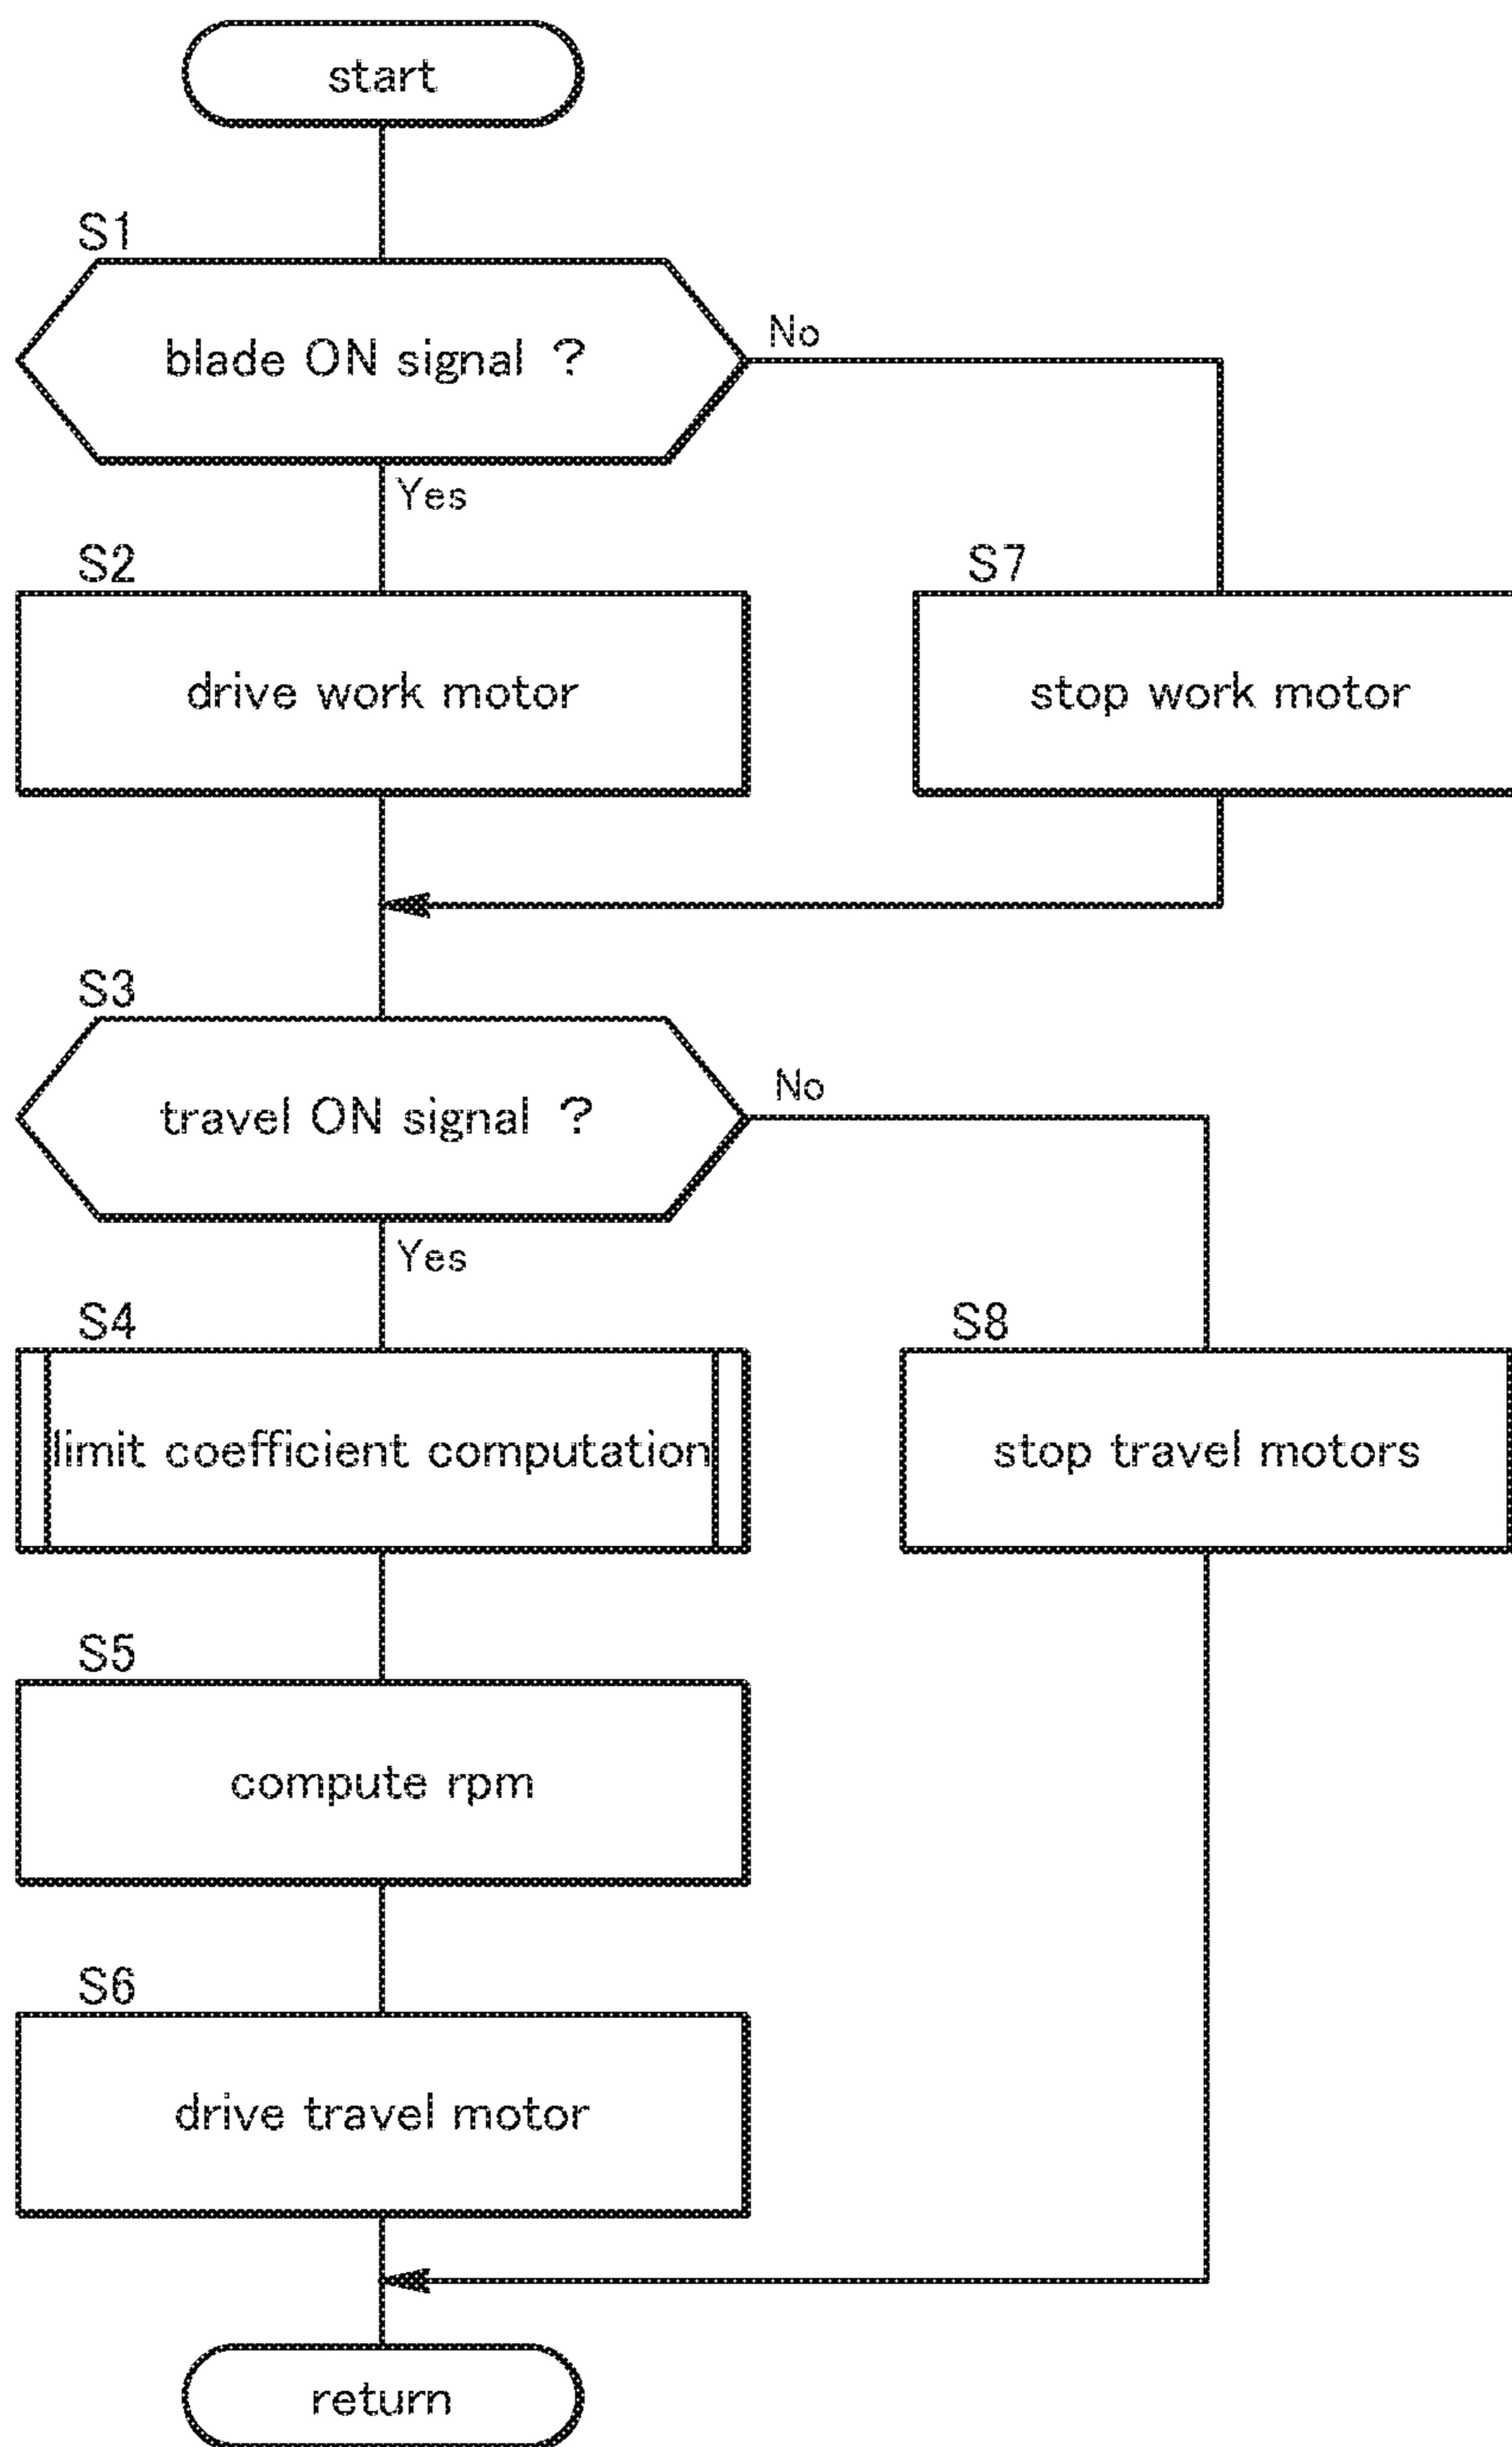 start
S1
blade ON signal ?
No
Yes
S2
drive work motor
S7
stop work motor
S3
travel ON signal ?
No
Yes
S4
limit coefficient computation
S8
stop travel motors
S5
compute rpm
S6
drive travel motor
return